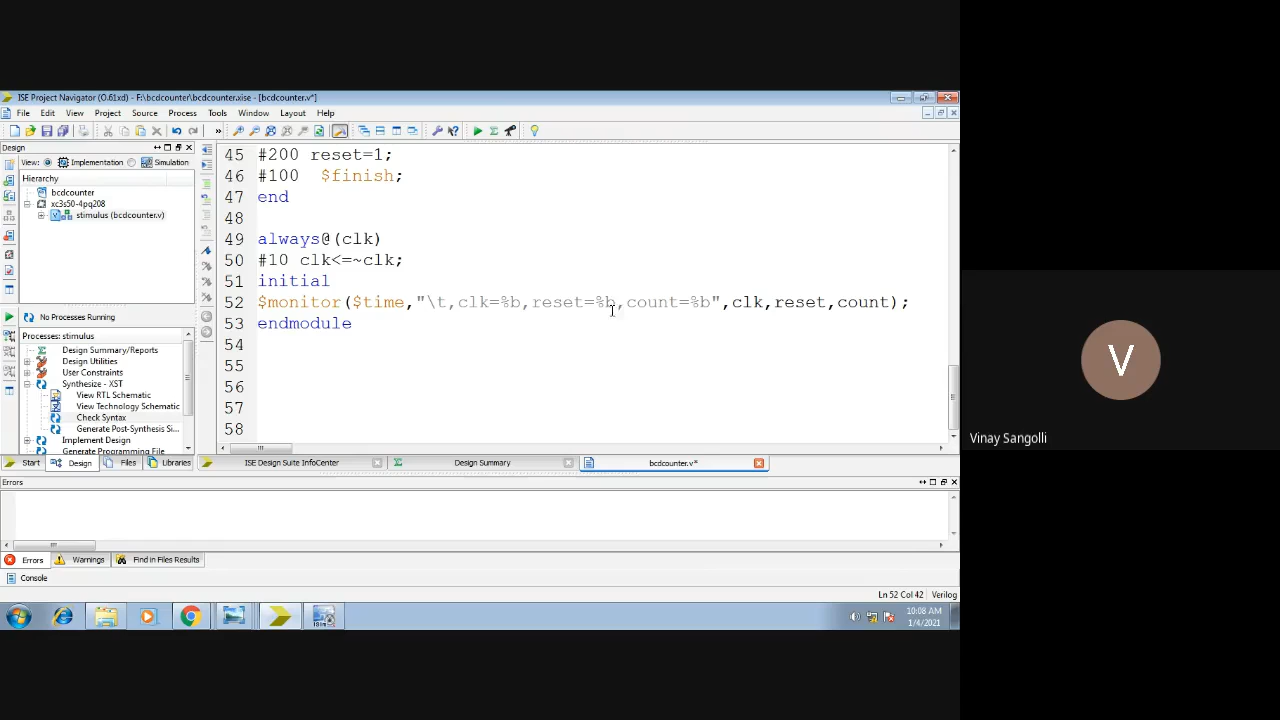 ISE Project Navigator (O.61xd) - F:\bcdcounter\bcdcounter.xise - [bcdcounter.v*]
File Edit View Project Source Process Tools Window Layout Help
Design
View: Implementation Simulation
Hierarchy
bcdcounter
xc3s50-4pq208
stimulus (bcdcounter.v)
No Processes Running
Processes: stimulus
Design Summary/Reports
Design Utilities
User Constraints
Synthesize - XST
View RTL Schematic
View Technology Schematic
Check Syntax
Generate Post-Synthesis Si...
Implement Design
Generate Programming File
Start Design Files Libraries
45 #200 reset=1;
46 #100  $finish;
47 end
48
49 always@(clk)
50 #10 clk<=~clk;
51 initial
52 $monitor($time,"\t,clk=%b,reset=%b,count=%b",clk,reset,count);
53 endmodule
54
55
56
57
58
ISE Design Suite InfoCenter Design Summary bcdcounter.v*
Errors
Errors Warnings Find in Files Results
Console
Ln 52 Col 42 Verilog
10:08 AM
1/4/2021
V
Vinay Sangolli